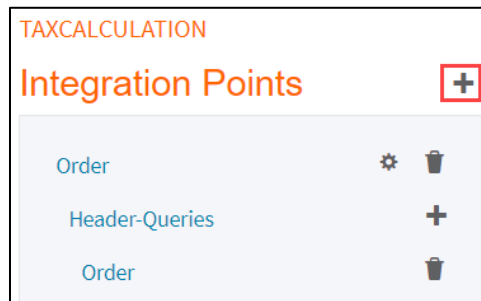 TAXCALCULATION
Integration Points
Order
Header-Queries
Order